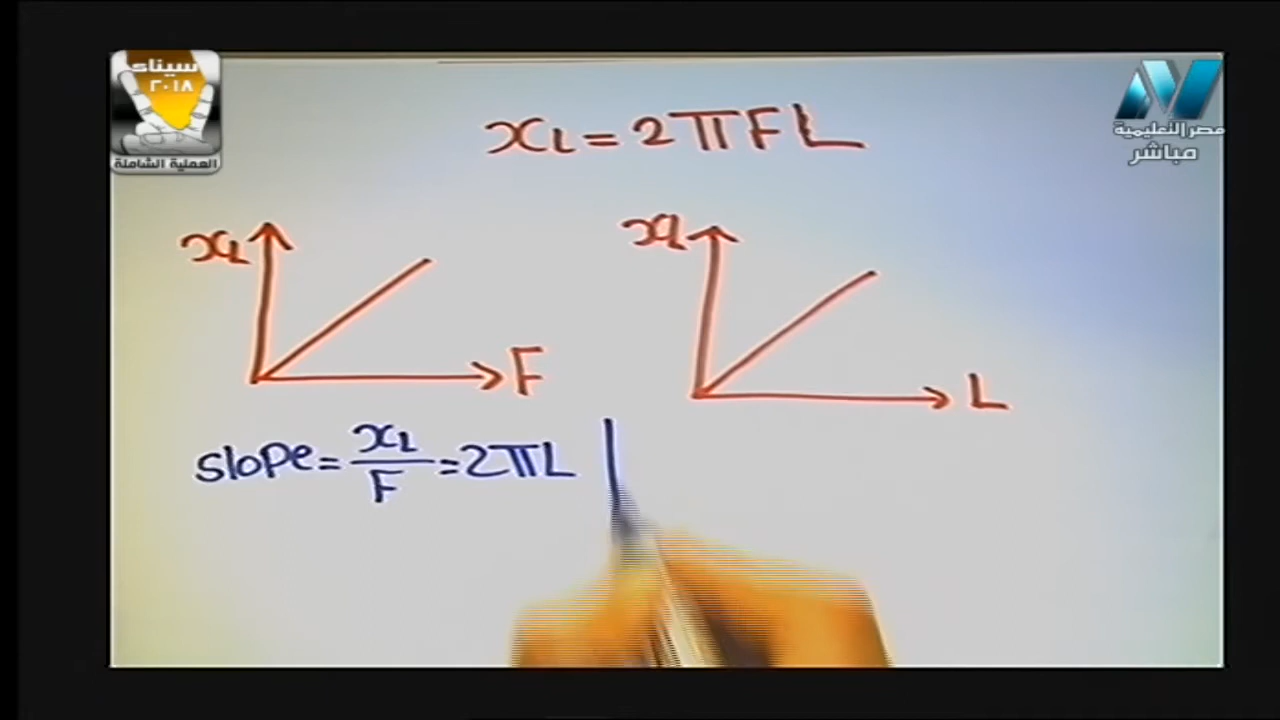 سيناء
٢٠١٨
العملية الشاملة
مصر التعليمية
مباشر
xL = 2πFL
xL
F
xL
L
slope = xL/F = 2πL